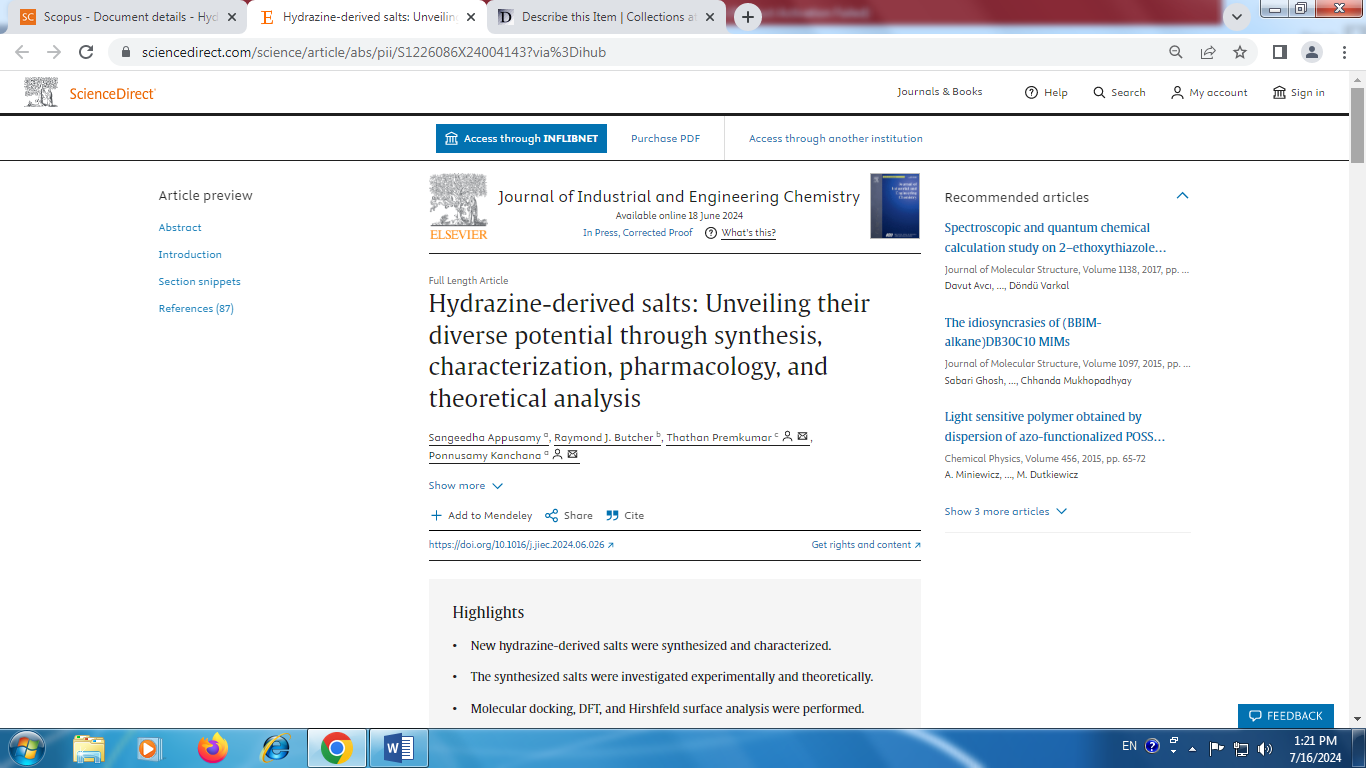 Scopus - Document details - Hyd
Hydrazine-derived salts: Unveilin
Describe this Item | Collections at
sciencedirect.com/science/article/abs/pii/S1226086X24004143?via%3Dihub
ScienceDirect
Journals & Books
Help
Search
My account
Sign in
Access through INFLIBNET
Purchase PDF
Access through another institution
Article preview
Abstract
Introduction
Section snippets
References (87)
ELSEVIER
Journal of Industrial and Engineering Chemistry
Available online 18 June 2024
In Press, Corrected Proof
What's this?
Full Length Article
Hydrazine-derived salts: Unveiling their
diverse potential through synthesis,
characterization, pharmacology, and
theoretical analysis
Sangeedha Appusamy a, Raymond J. Butcher b, Thathan Premkumar c,
Ponnusamy Kanchana a
Show more
Add to Mendeley
Share
Cite
https://doi.org/10.1016/j.jiec.2024.06.026
Get rights and content
Highlights
• New hydrazine-derived salts were synthesized and characterized.
• The synthesized salts were investigated experimentally and theoretically.
• Molecular docking, DFT, and Hirshfeld surface analysis were performed.
Recommended articles
Spectroscopic and quantum chemical
calculation study on 2–ethoxythiazole…
Journal of Molecular Structure, Volume 1138, 2017, pp. …
Davut Avcı, …, Döndü Varkal
The idiosyncrasies of (BBIM-
alkane)DB30C10 MIMs
Journal of Molecular Structure, Volume 1097, 2015, pp. …
Sabari Ghosh, …, Chhanda Mukhopadhyay
Light sensitive polymer obtained by
dispersion of azo-functionalized POSS…
Chemical Physics, Volume 456, 2015, pp. 65-72
A. Miniewicz, …, M. Dutkiewicz
Show 3 more articles
FEEDBACK
EN
1:21 PM
7/16/2024